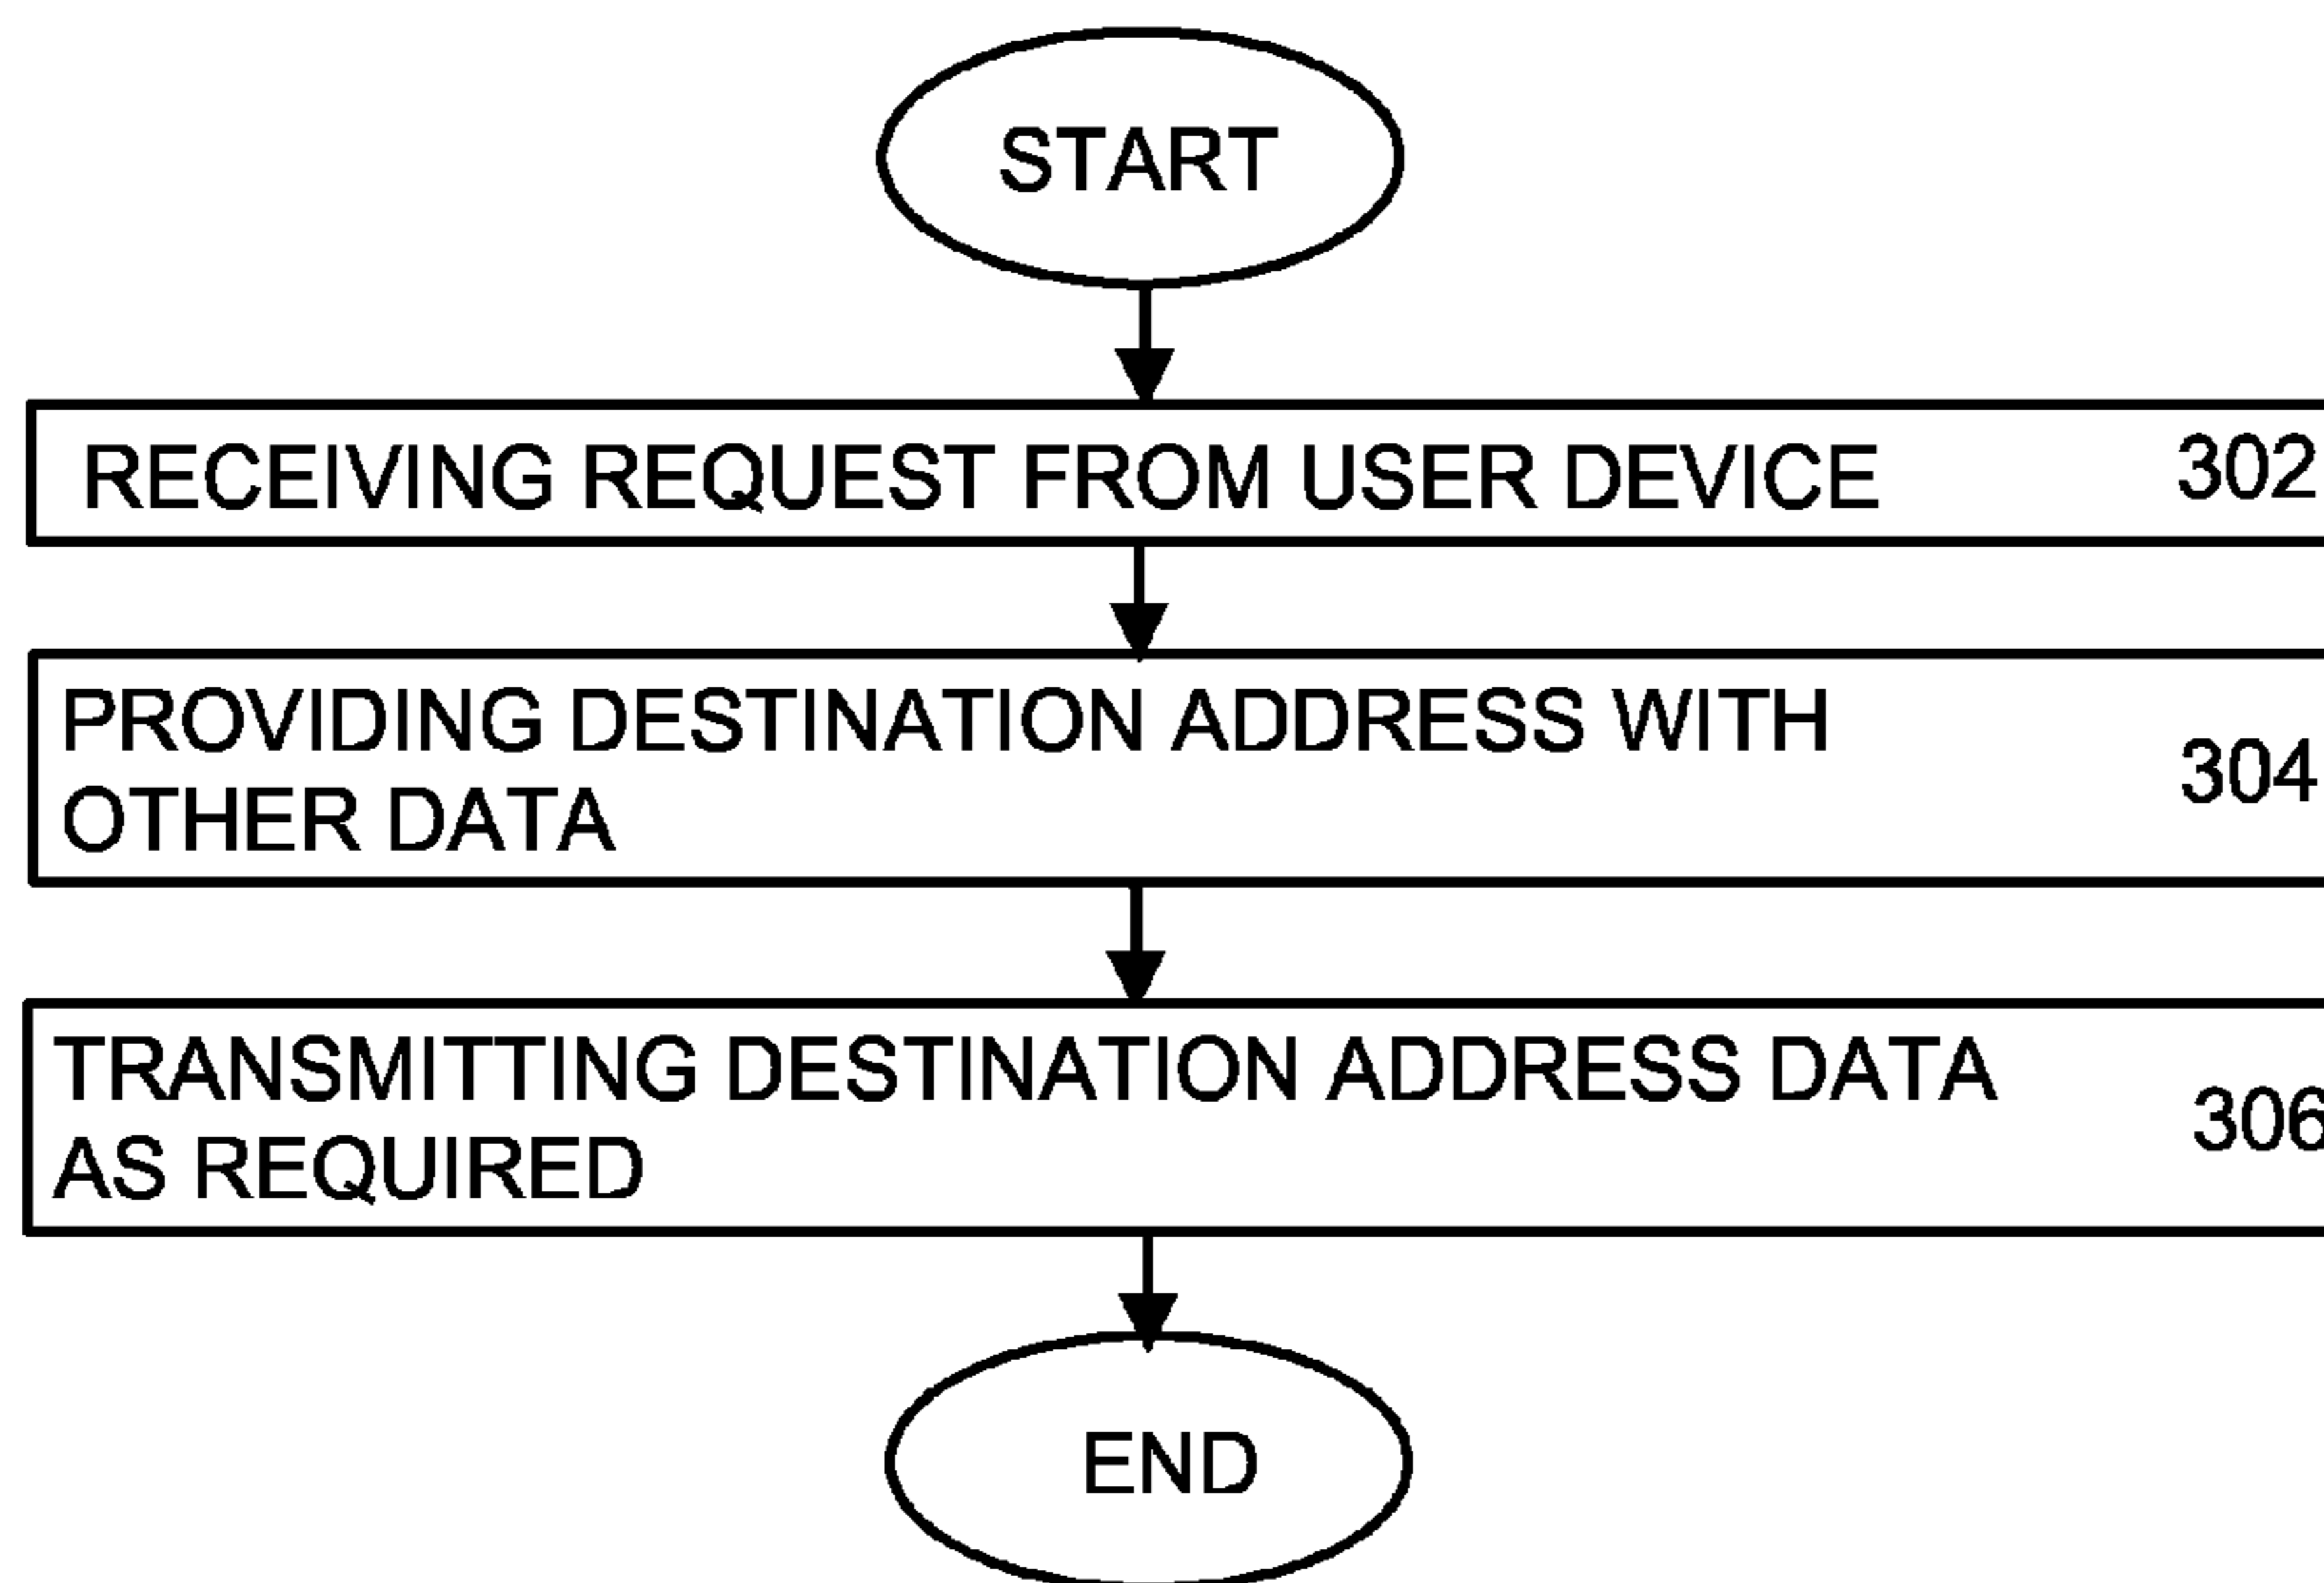 START
RECEIVING REQUEST FROM USER DEVICE 302
PROVIDING DESTINATION ADDRESS WITH
OTHER DATA
304
TRANSMITTING DESTINATION ADDRESS DATA
AS REQUIRED
306
END